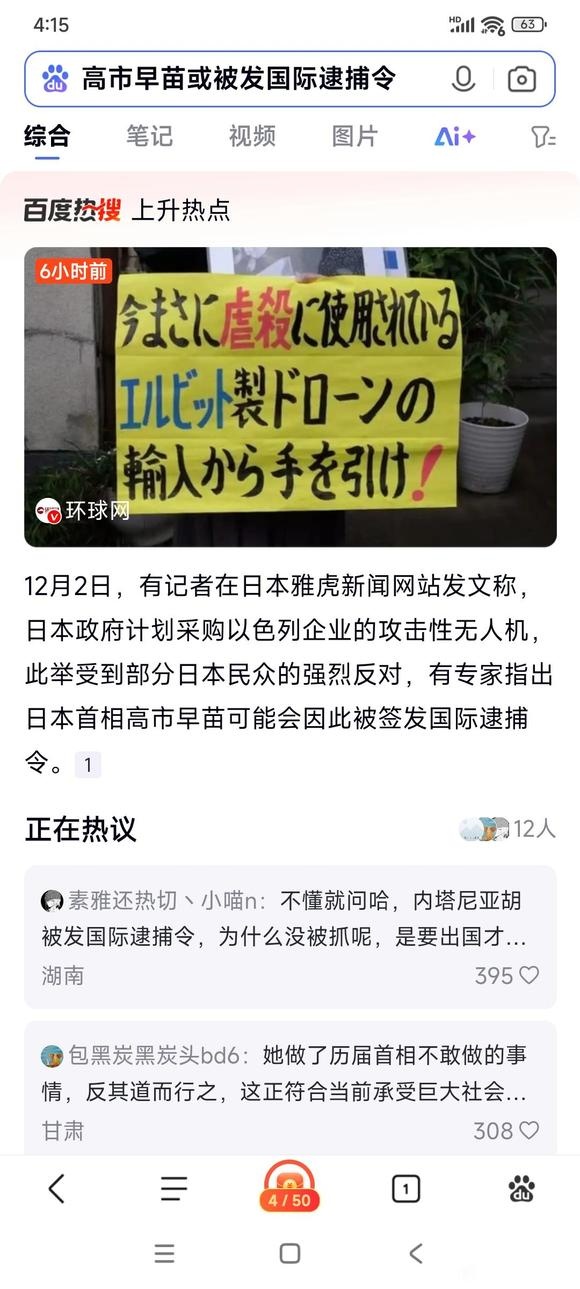 4:15
HD
6
63
du
高市早苗或被发国际逮捕令
综合 笔记 视频 图片 Ai+
百度热搜 上升热点
6小时前
今まさに虐殺に使用されている
エルビット製ドローンの
輸入から手を引け!
环球网
12月2日，有记者在日本雅虎新闻网站发文称，
日本政府计划采购以色列企业的攻击性无人机，
此举受到部分日本民众的强烈反对，有专家指出
日本首相高市早苗可能会因此被签发国际逮捕
令。 1
正在热议 12人
素雅还热切丶小喵n：不懂就问哈，内塔尼亚胡
被发国际逮捕令，为什么没被抓呢，是要出国才...
湖南 395
包黑炭黑炭头bd6：她做了历届首相不敢做的事
情，反其道而行之，这正符合当前承受巨大社会...
甘肃 308
4 / 50
1
du